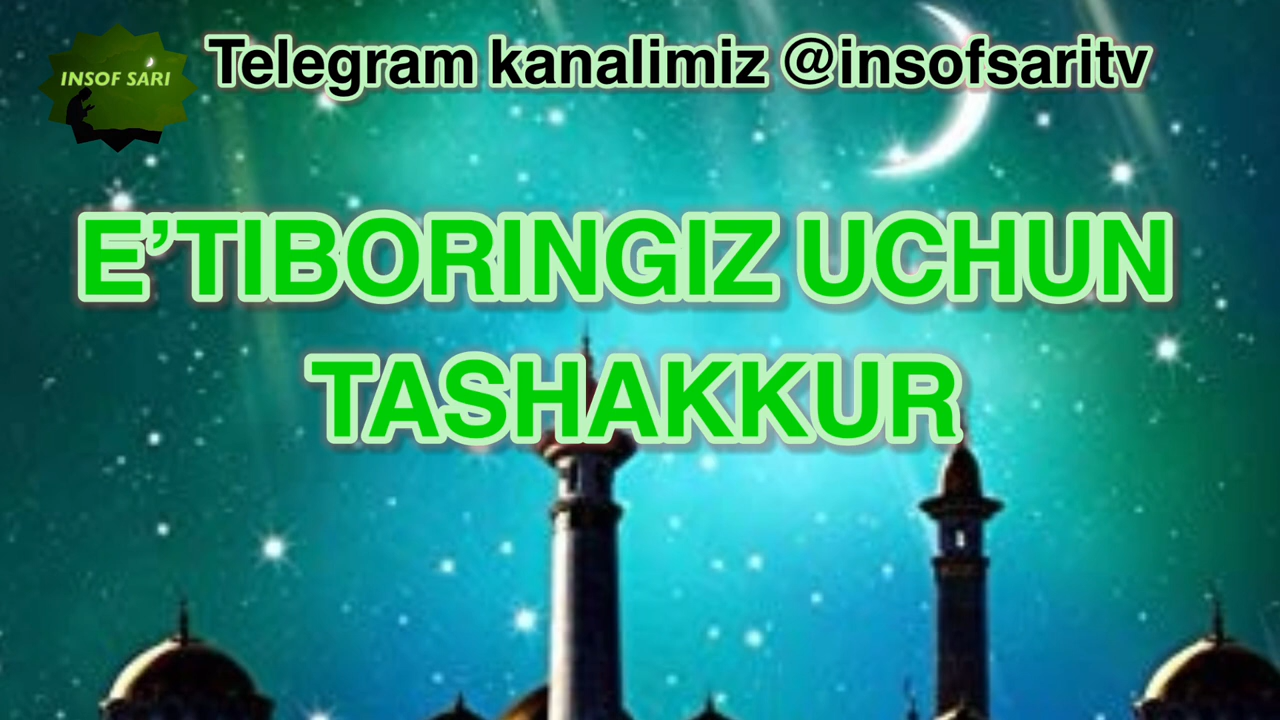 INSOF SARI
Telegram kanalimiz @insofsaritv
E’TIBORINGIZ UCHUN
TASHAKKUR